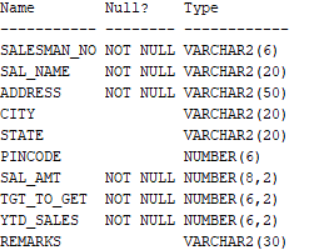 Name Null? Type
----------- -------- ------------
SALESMAN_NO NOT NULL VARCHAR2(6)
SAL_NAME NOT NULL VARCHAR2(20)
ADDRESS NOT NULL VARCHAR2(50)
CITY VARCHAR2(20)
STATE VARCHAR2(20)
PINCODE NUMBER(6)
SAL_AMT NOT NULL NUMBER(8,2)
TGT_TO_GET NOT NULL NUMBER(6,2)
YTD_SALES NOT NULL NUMBER(6,2)
REMARKS VARCHAR2(30)